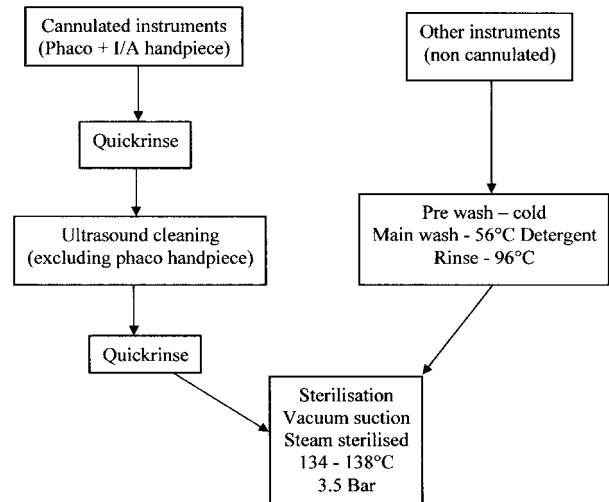 Cannulated instruments
(Phaco + I/A handpiece)
Quickrinse
Ultrasound cleaning
(excluding phaco handpiece)
Quickrinse
Other instruments
(non cannulated)
Pre wash – cold
Main wash - 56°C Detergent
Rinse - 96°C
Sterilisation
Vacuum suction
Steam sterilised
134 - 138°C
3.5 Bar